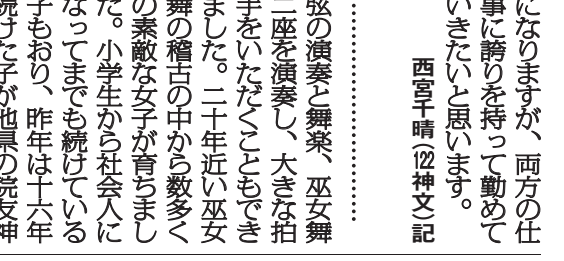 になりますが、両方の仕
事に誇りを持って勤めて
いきたいと思います。
西宮千晴（122神文）記
弦の演奏と舞楽、巫女舞
二座を演奏し、大きな拍
手をいただくこともでき
ました。二十年近い巫女
舞の稽古の中から数多く
の素敵な女子が育ちまし
た。小学生から社会人に
なってまでも続けている
子もおり、昨年は十六年
続けた子が他県の院友神